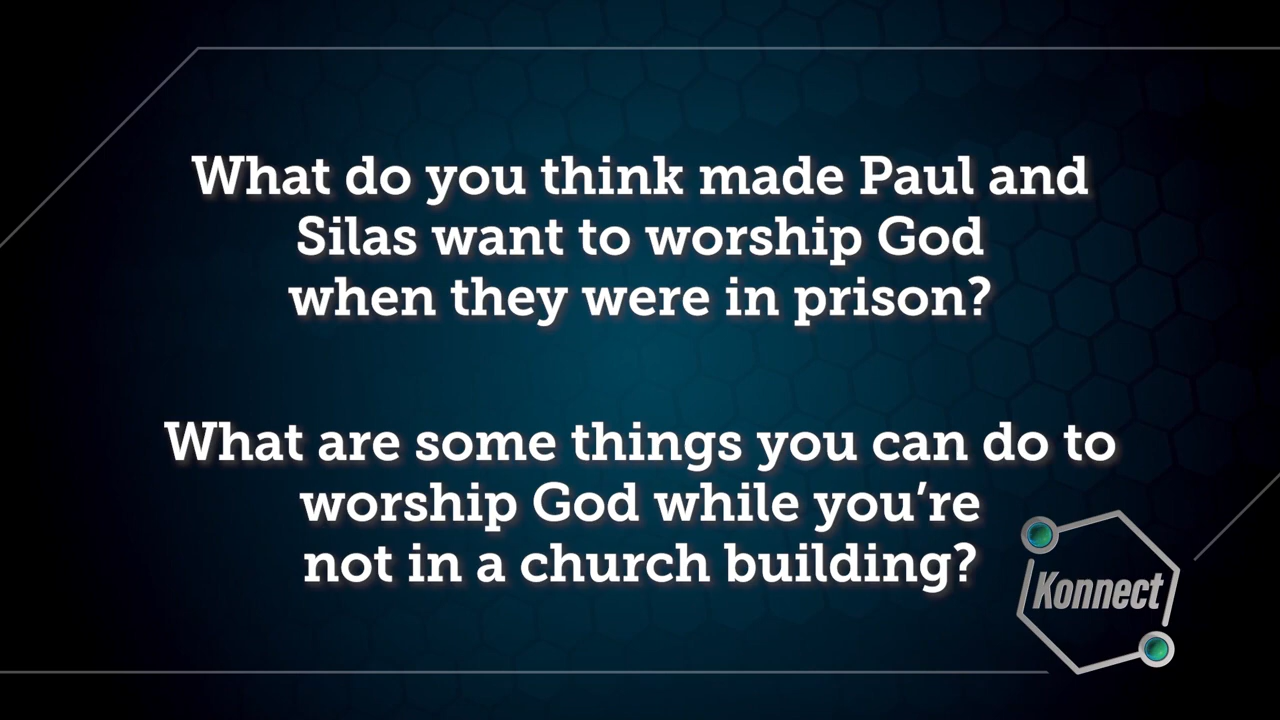 What do you think made Paul and
Silas want to worship God
when they were in prison?
What are some things you can do to
worship God while you’re
not in a church building?
Konnect